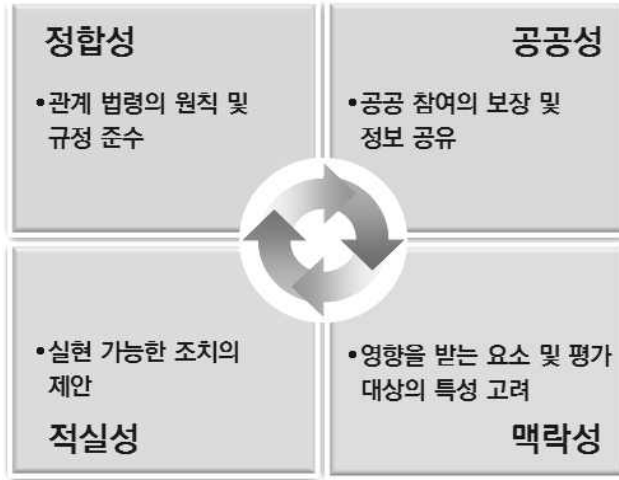 정합성
•관계 법령의 원칙 및
규정 준수
공공성
•공공 참여의 보장 및
정보 공유
•실현 가능한 조치의
제안
적실성
•영향을 받는 요소 및 평가
대상의 특성 고려
맥락성